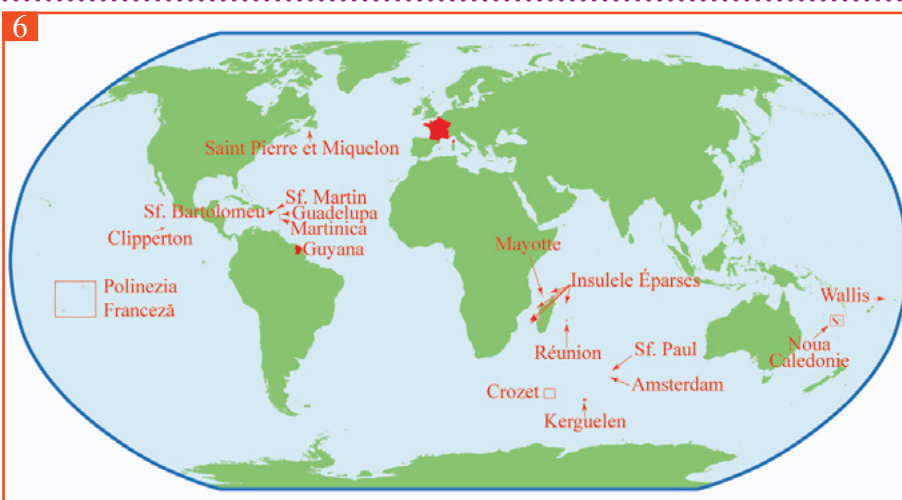 6
Saint Pierre et Miquelon
Sf. Martin
Sf. Bartolomeu
Guadelupa
Martinica
Clipperton
Guyana
Mayotte
Insulele Éparses
Polinezia
Franceză
Wallis
Réunion
Sf. Paul
Noua
Caledonie
Amsterdam
Crozet
Kerguelen